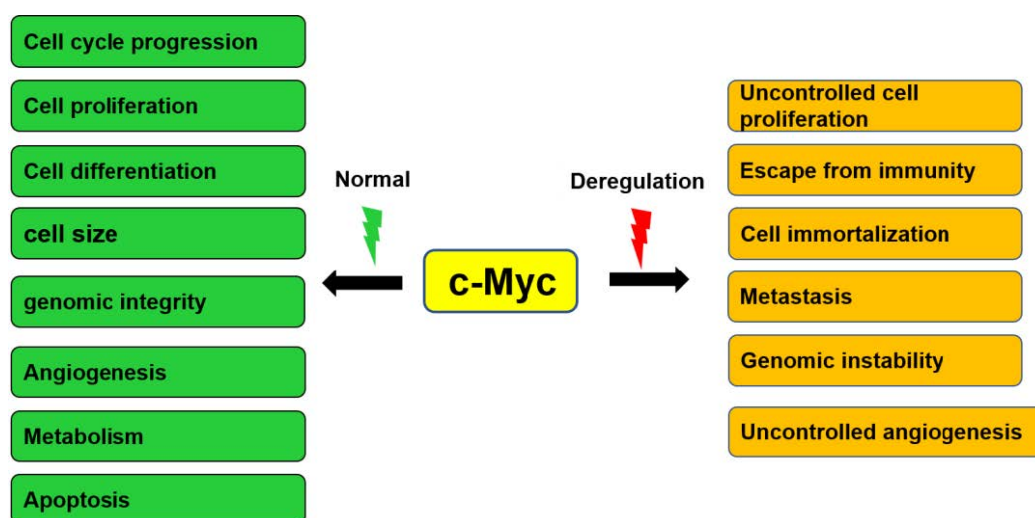 Cell cycle progression
Cell proliferation
Cell differentiation
cell size
genomic integrity
Angiogenesis
Metabolism
Apoptosis
Normal
c-Myc
Deregulation
Uncontrolled cell
proliferation
Escape from immunity
Cell immortalization
Metastasis
Genomic instability
Uncontrolled angiogenesis